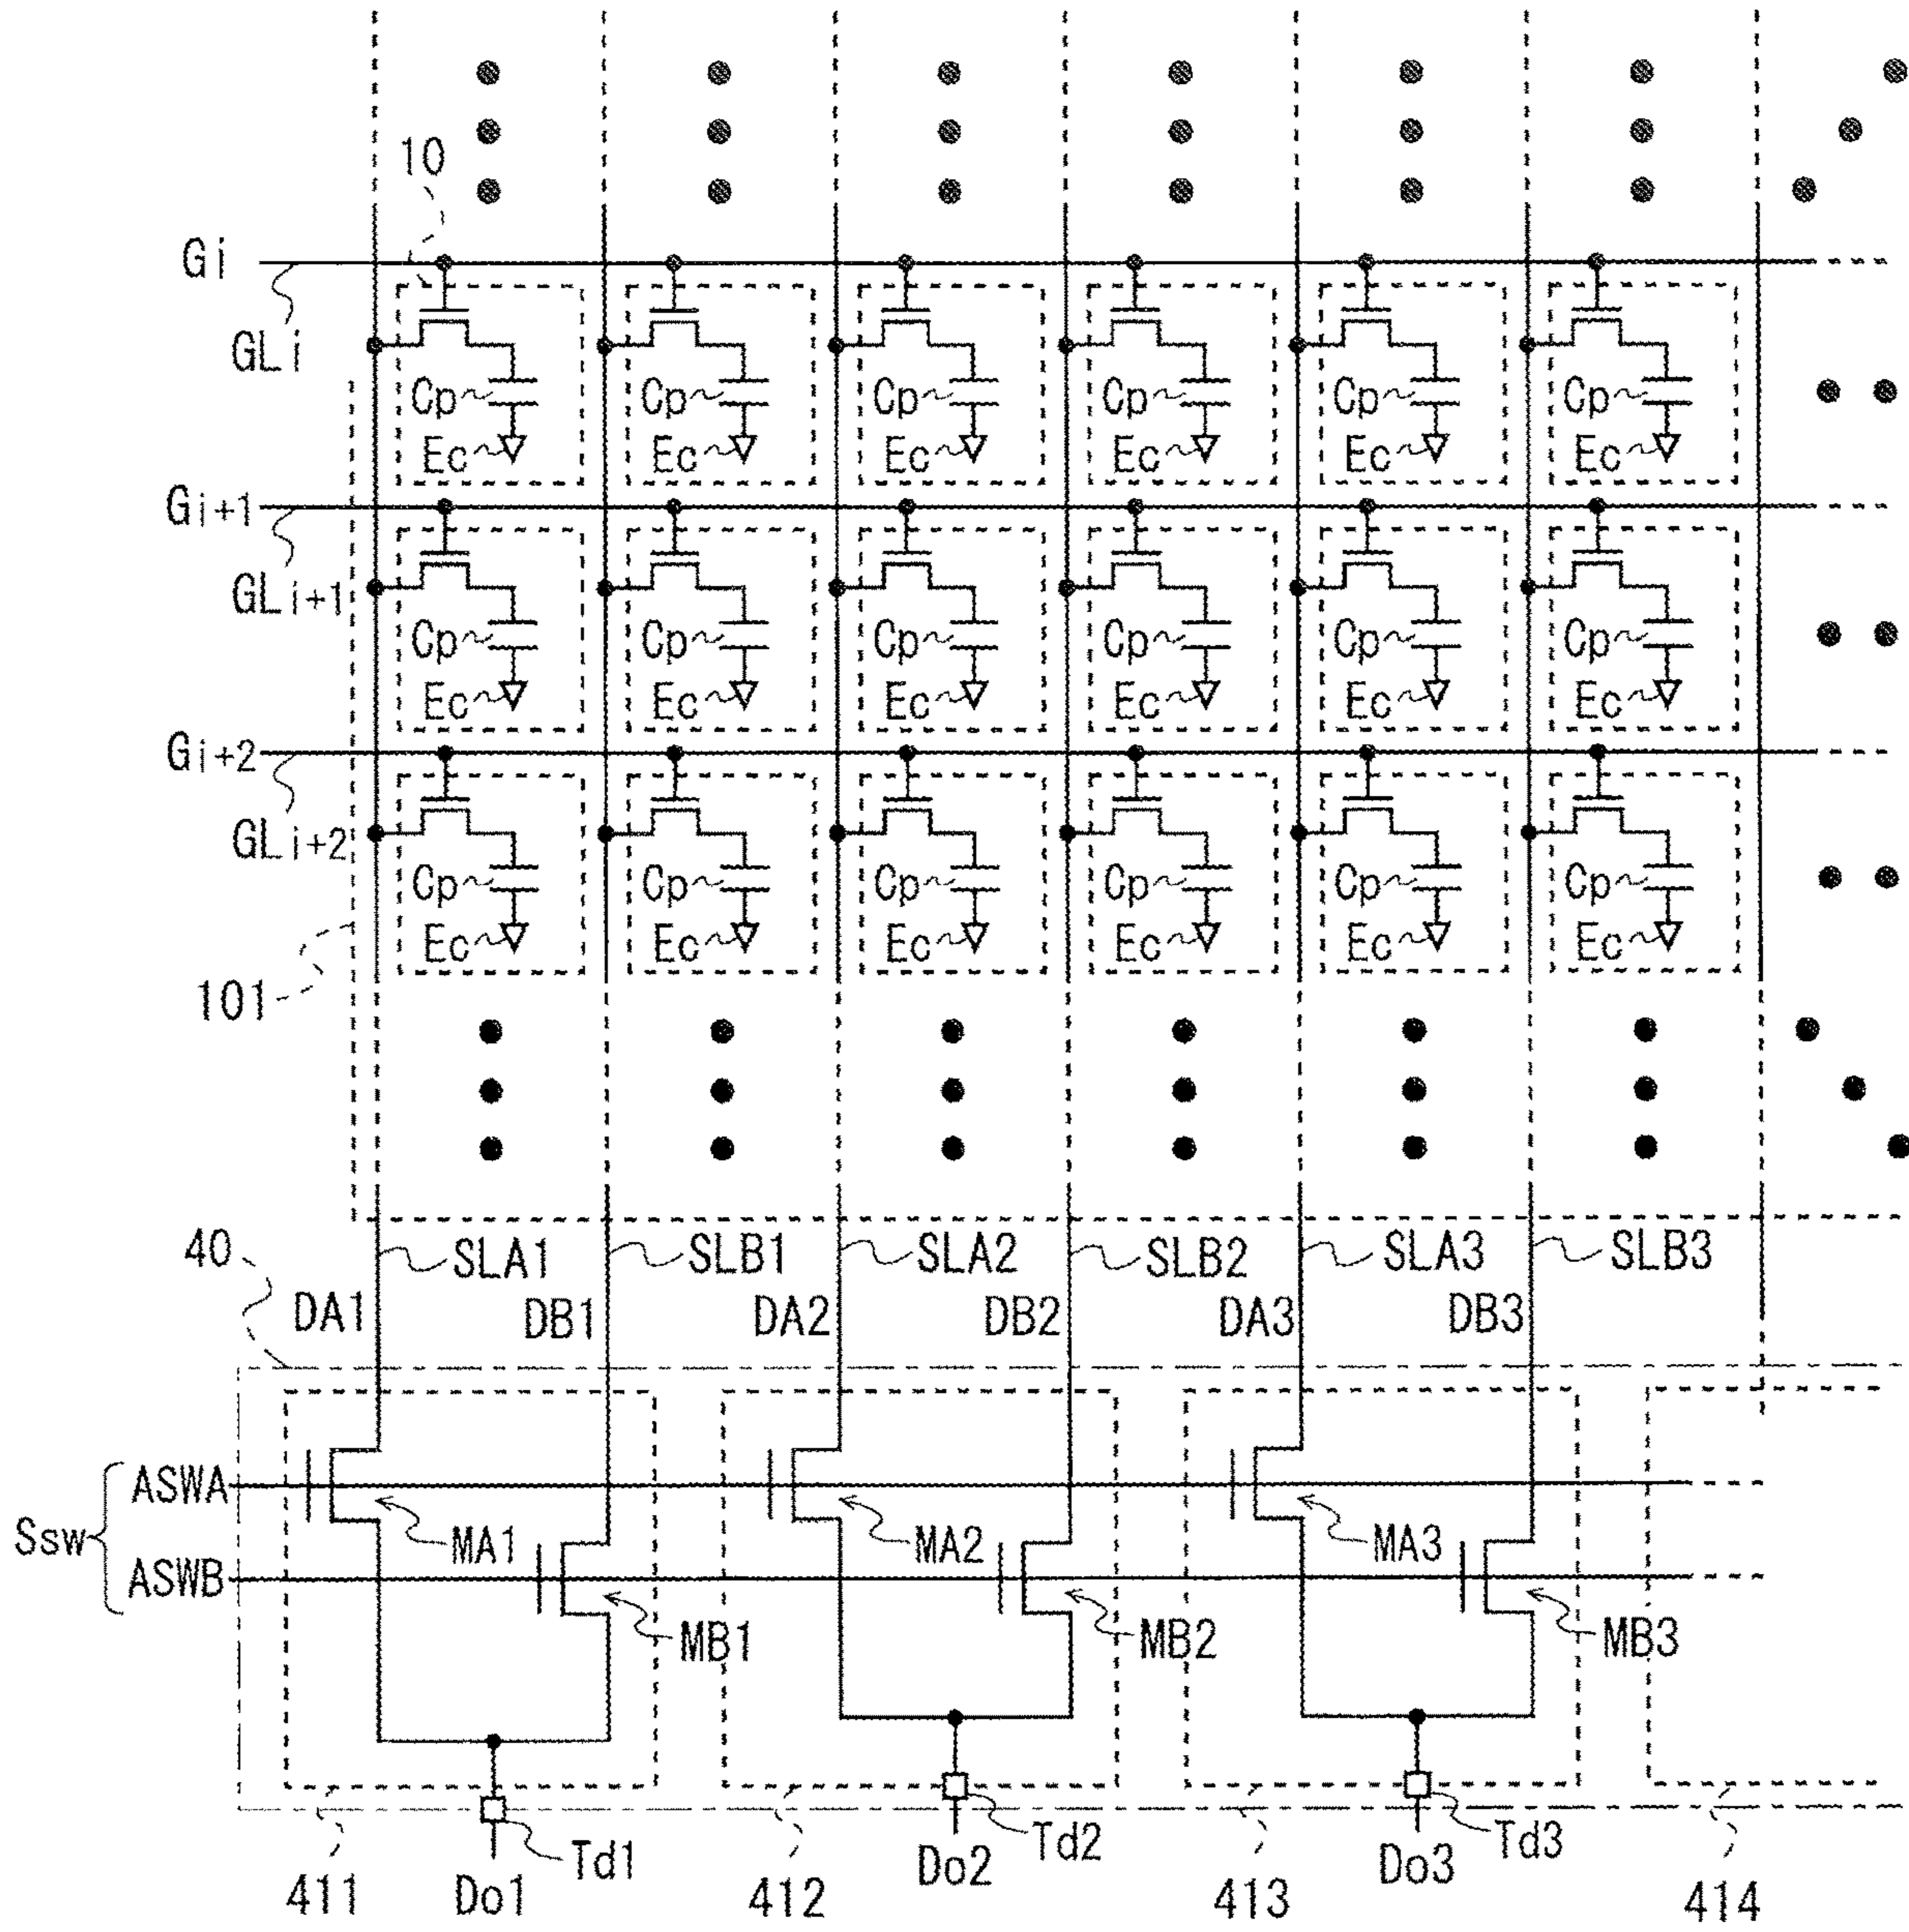 10
Gi
GLi
Cp Cp Cp Cp Cp Cp
Ec Ec Ec Ec Ec Ec
Gi+1
GLi+1
Cp Cp Cp Cp Cp Cp
Ec Ec Ec Ec Ec Ec
Gi+2
GLi+2
Cp Cp Cp Cp Cp Cp
Ec Ec Ec Ec Ec Ec
101
40 SLA1 SLB1 SLA2 SLB2 SLA3 SLB3
DA1 DB1 DA2 DB2 DA3 DB3
ASWA
Ssw MA1 MA2 MA3
ASWB
MB1 MB2 MB3
Td1 Td2 Td3
411 Do1 412 Do2 413 Do3 414